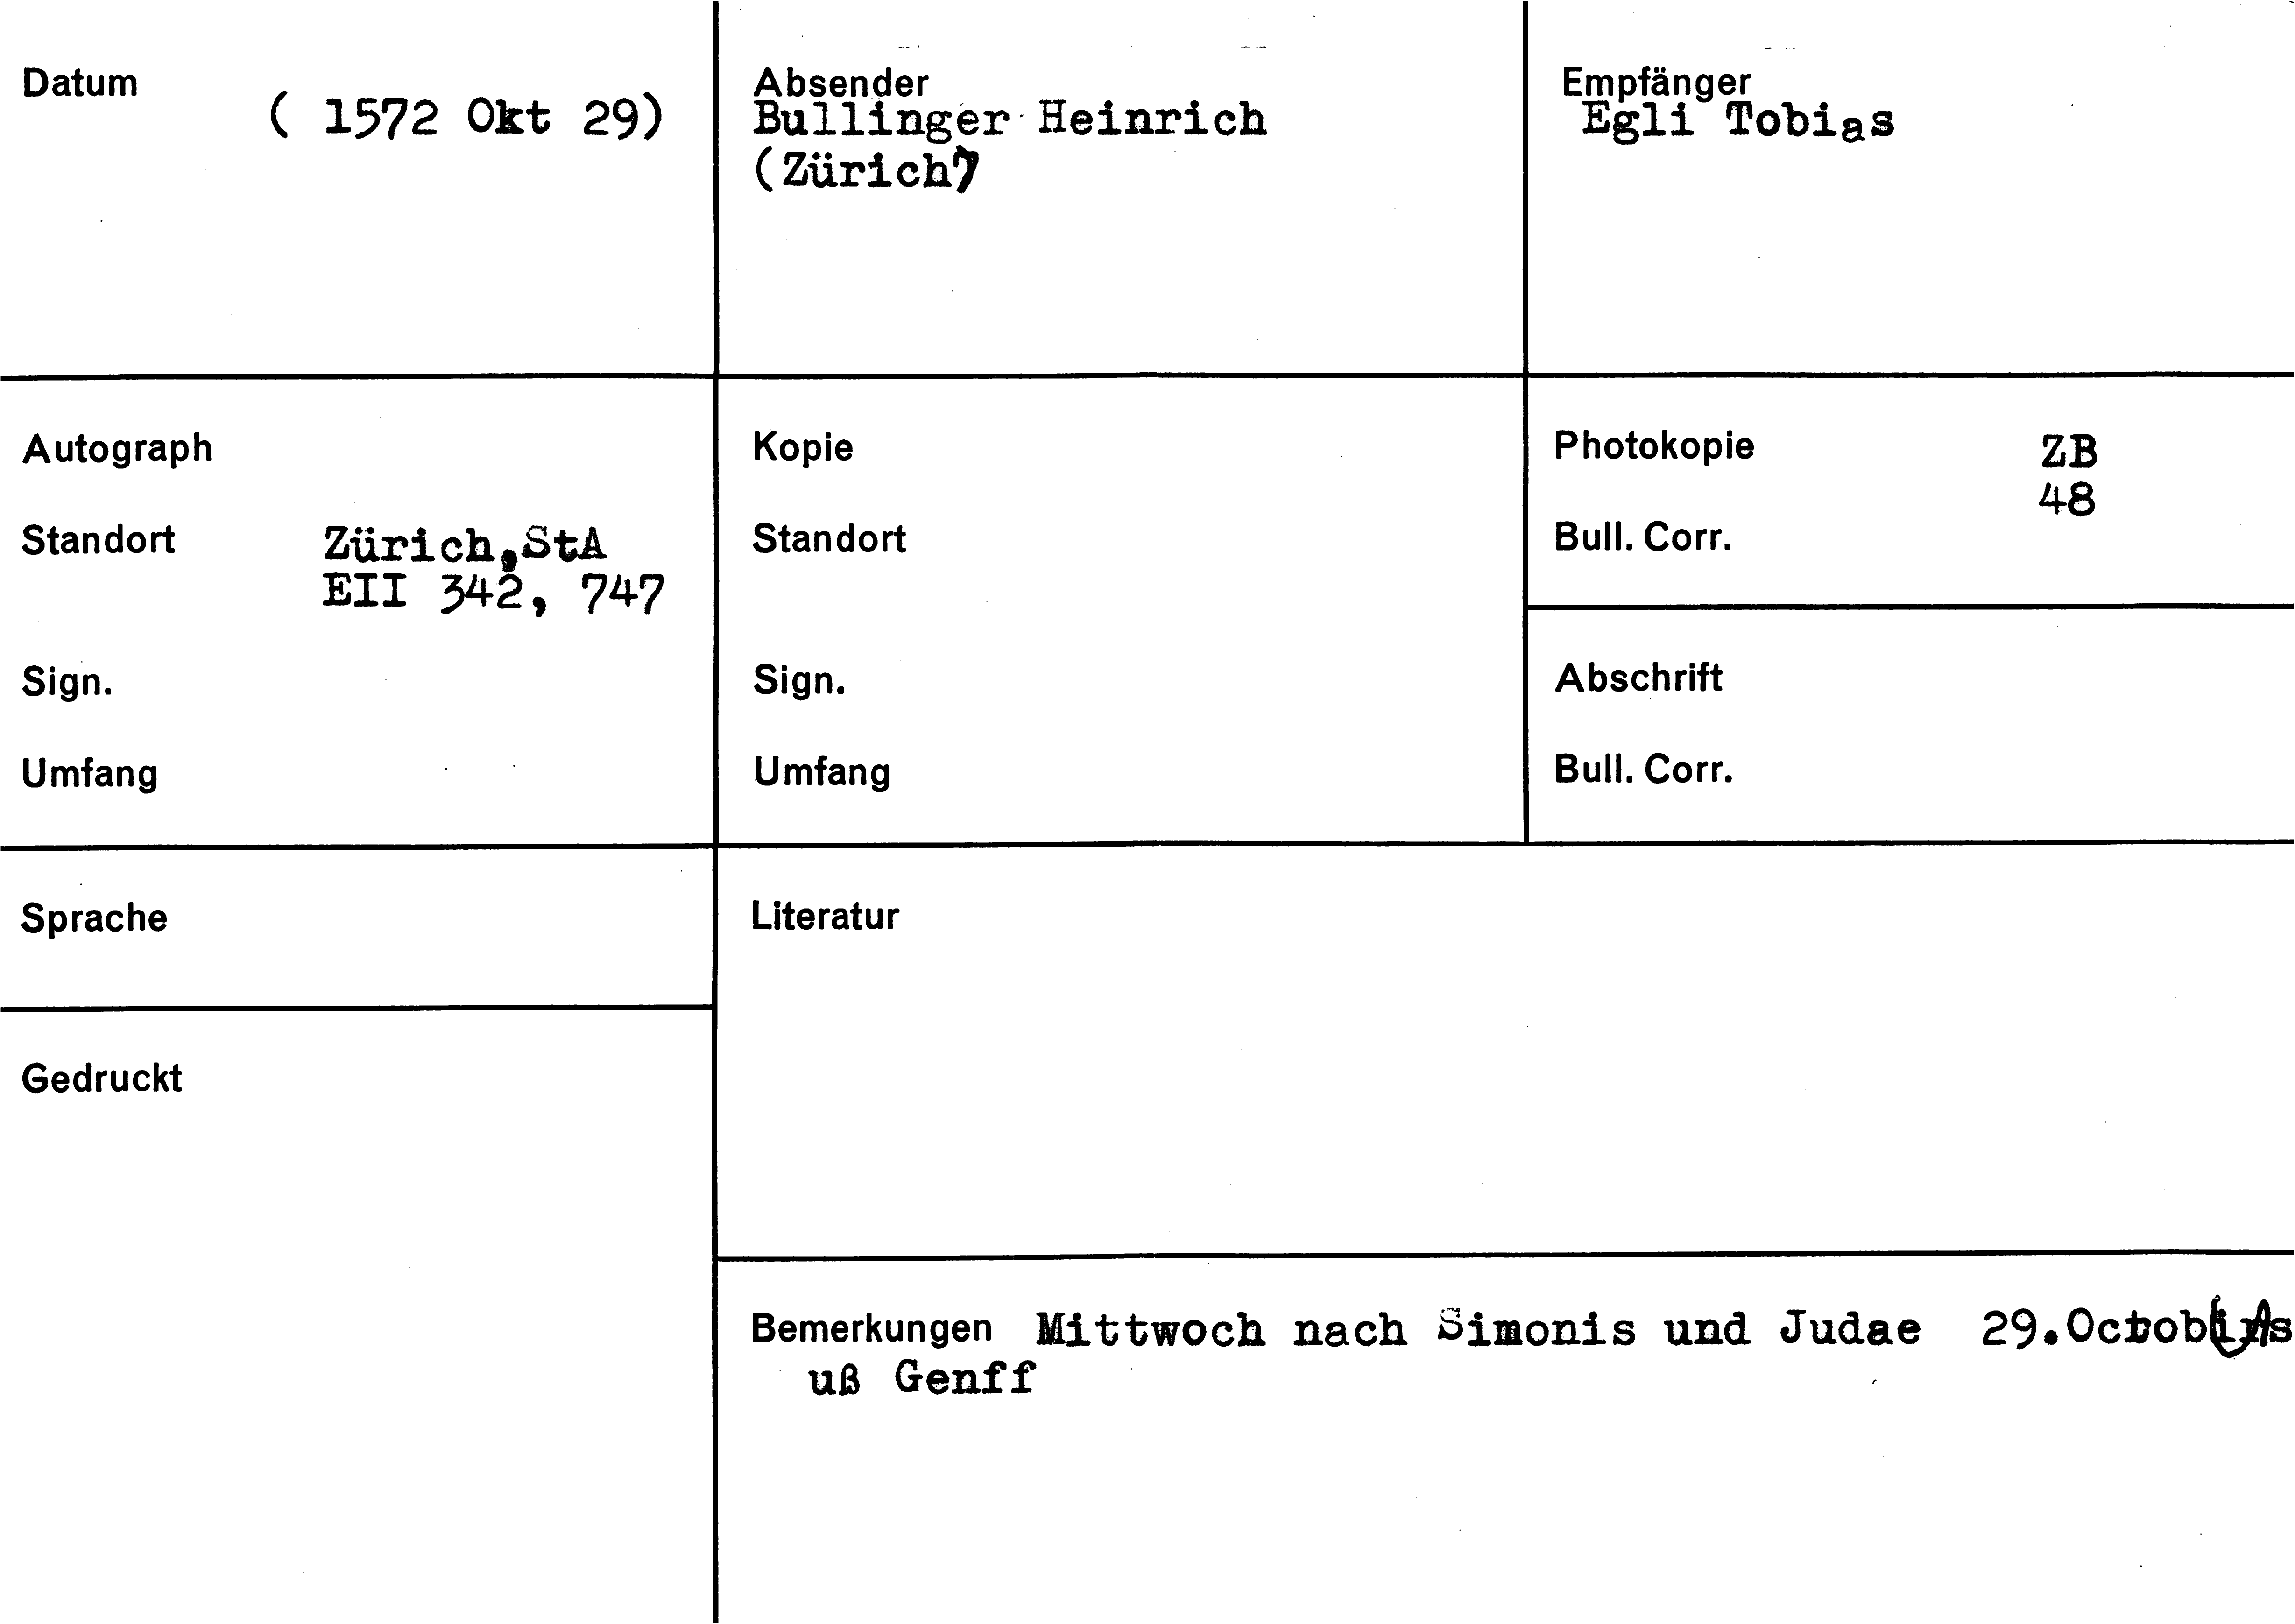 Datum
( 1572 Okt 29)
Absender
Bullinger Heinrich
(Zürich)
Empfänger
Egli Tobias
Autograph
Standort Zürich,StA
EII 342, 747
Sign.
Umfang
Kopie
Standort
Sign.
Umfang
Photokopie ZB
48
Bull. Corr.
Abschrift
Bull. Corr.
Sprache
Literatur
Gedruckt
Bemerkungen Mittwoch nach Simonis und Judae 29.
uß Genff